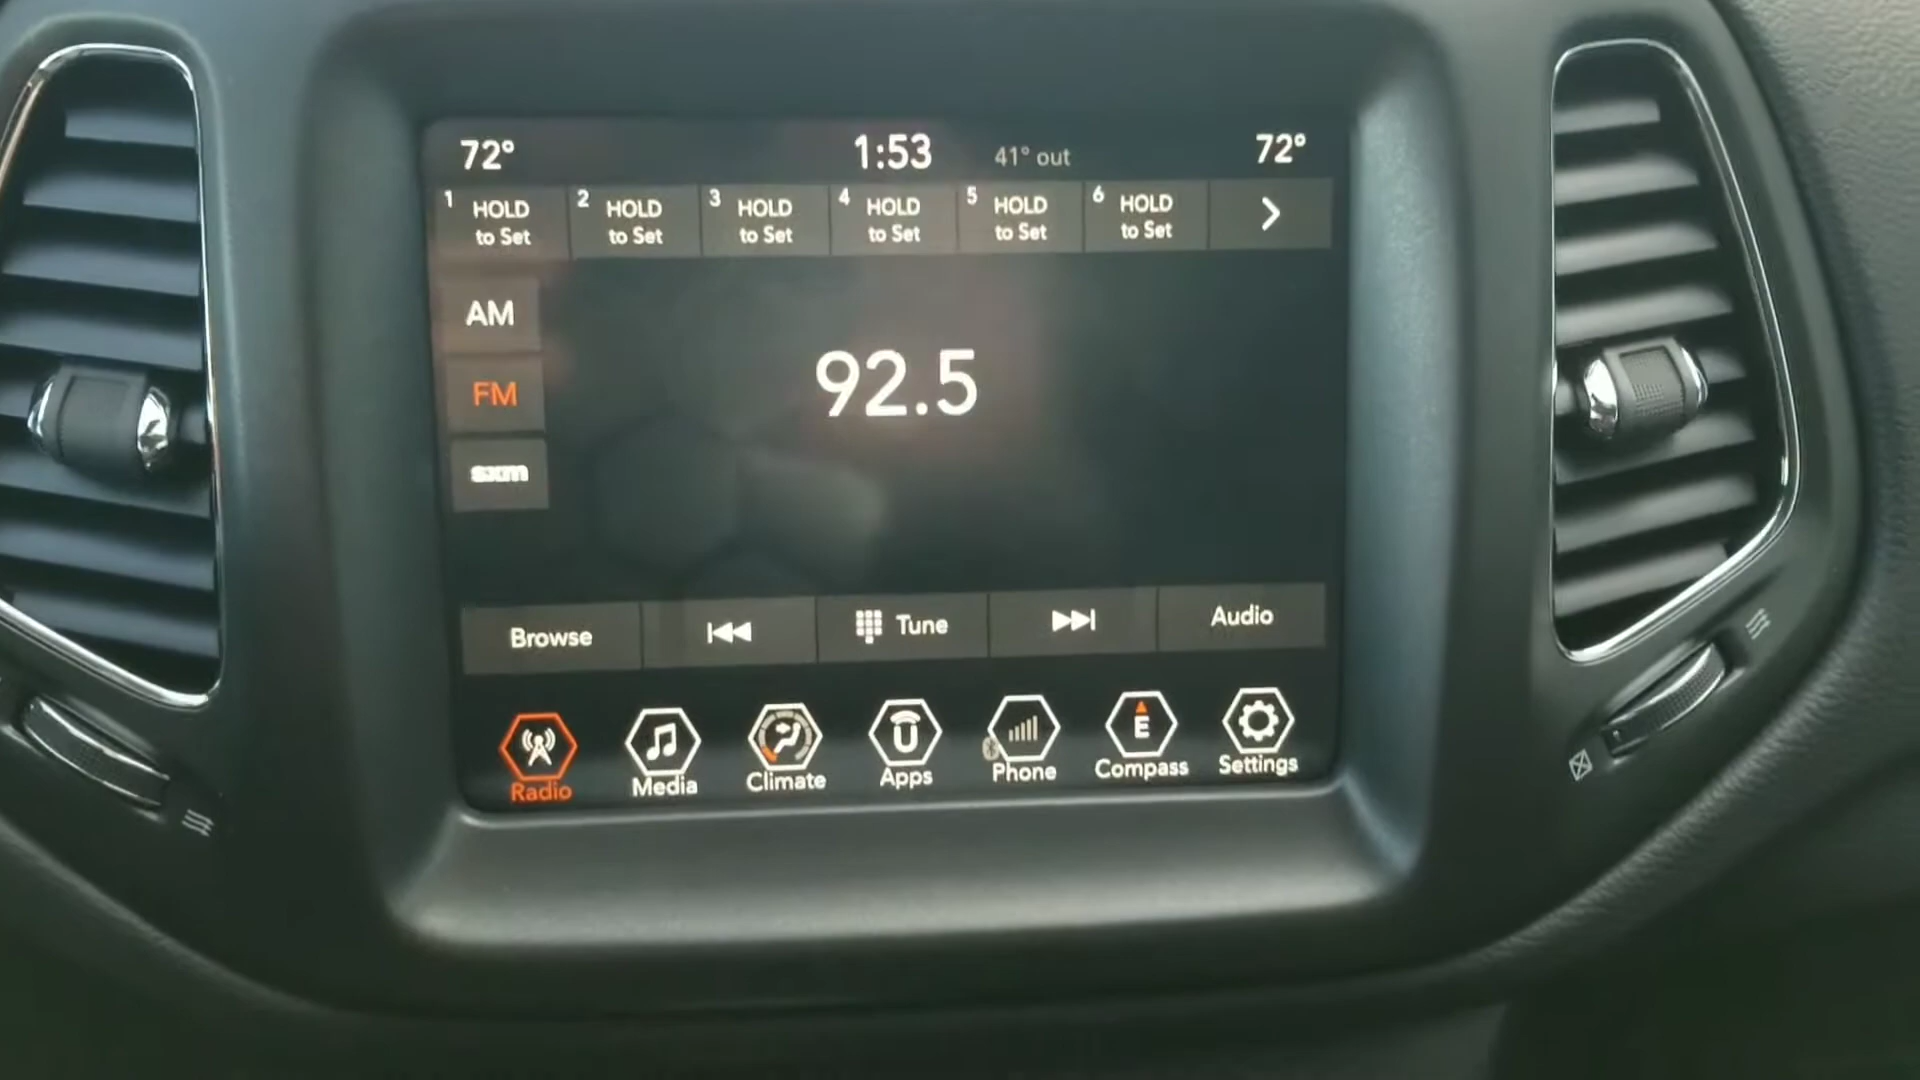 72° 1:53 41° out 72°
1 HOLD to Set
2 HOLD to Set
3 HOLD to Set
4 HOLD to Set
5 HOLD to Set
6 HOLD to Set
AM
92.5
FM
sxm
Browse Tune Audio
E
Radio Media Climate Apps Phone Compass Settings